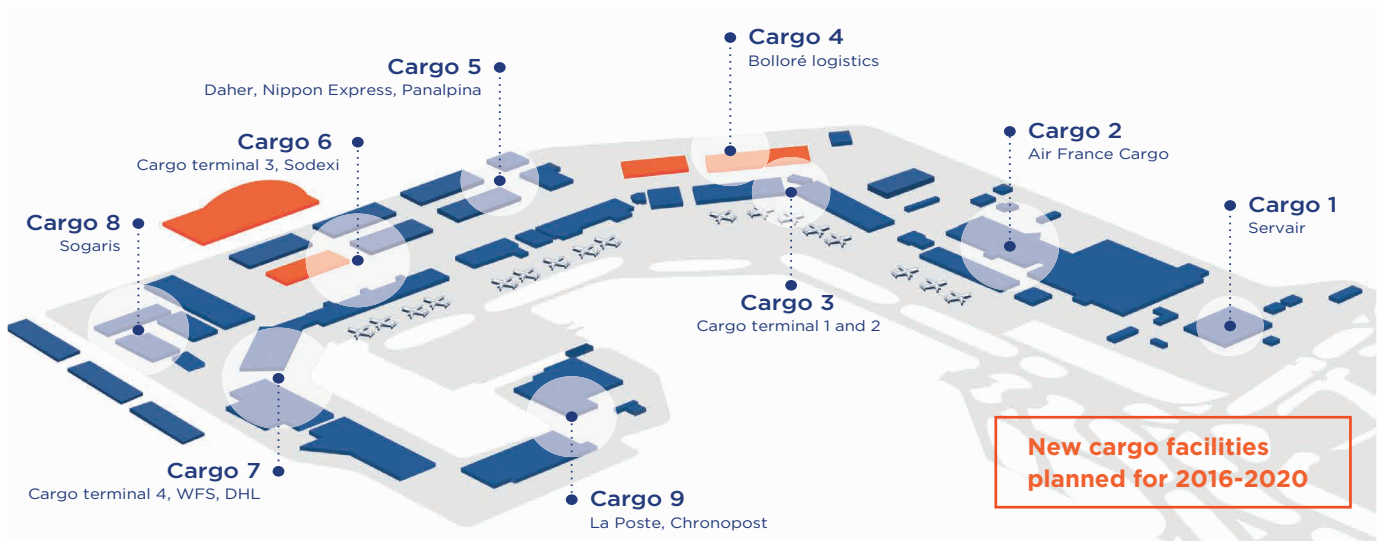 Cargo 4
Bolloré logistics
Cargo 5
Daher, Nippon Express, Panalpina
Cargo 6
Cargo terminal 3, Sodexi
Cargo 2
Air France Cargo
Cargo 8
Sogaris
Cargo 1
Servair
Cargo 3
Cargo terminal 1 and 2
Cargo 7
Cargo terminal 4, WFS, DHL
Cargo 9
La Poste, Chronopost
New cargo facilities
planned for 2016-2020